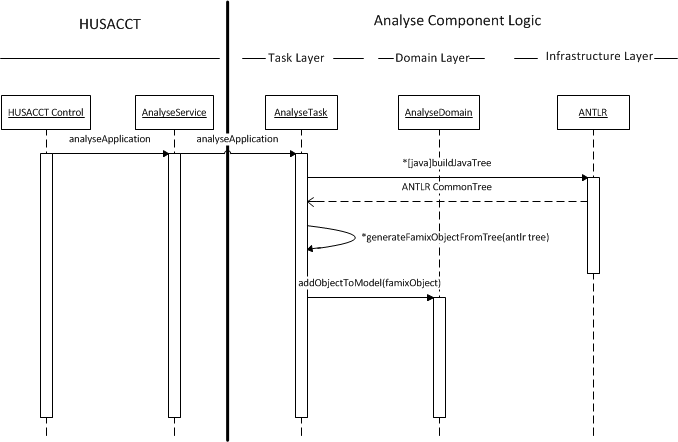 HUSACCT
Analyse Component Logic
Task Layer
Domain Layer
Infrastructure Layer
HUSACCT Control
AnalyseService
AnalyseTask
AnalyseDomain
ANTLR
analyseApplication
analyseApplication
*[java]buildJavaTree
ANTLR CommonTree
*generateFamixObjectFromTree(antlr tree)
addObjectToModel(famixObject)